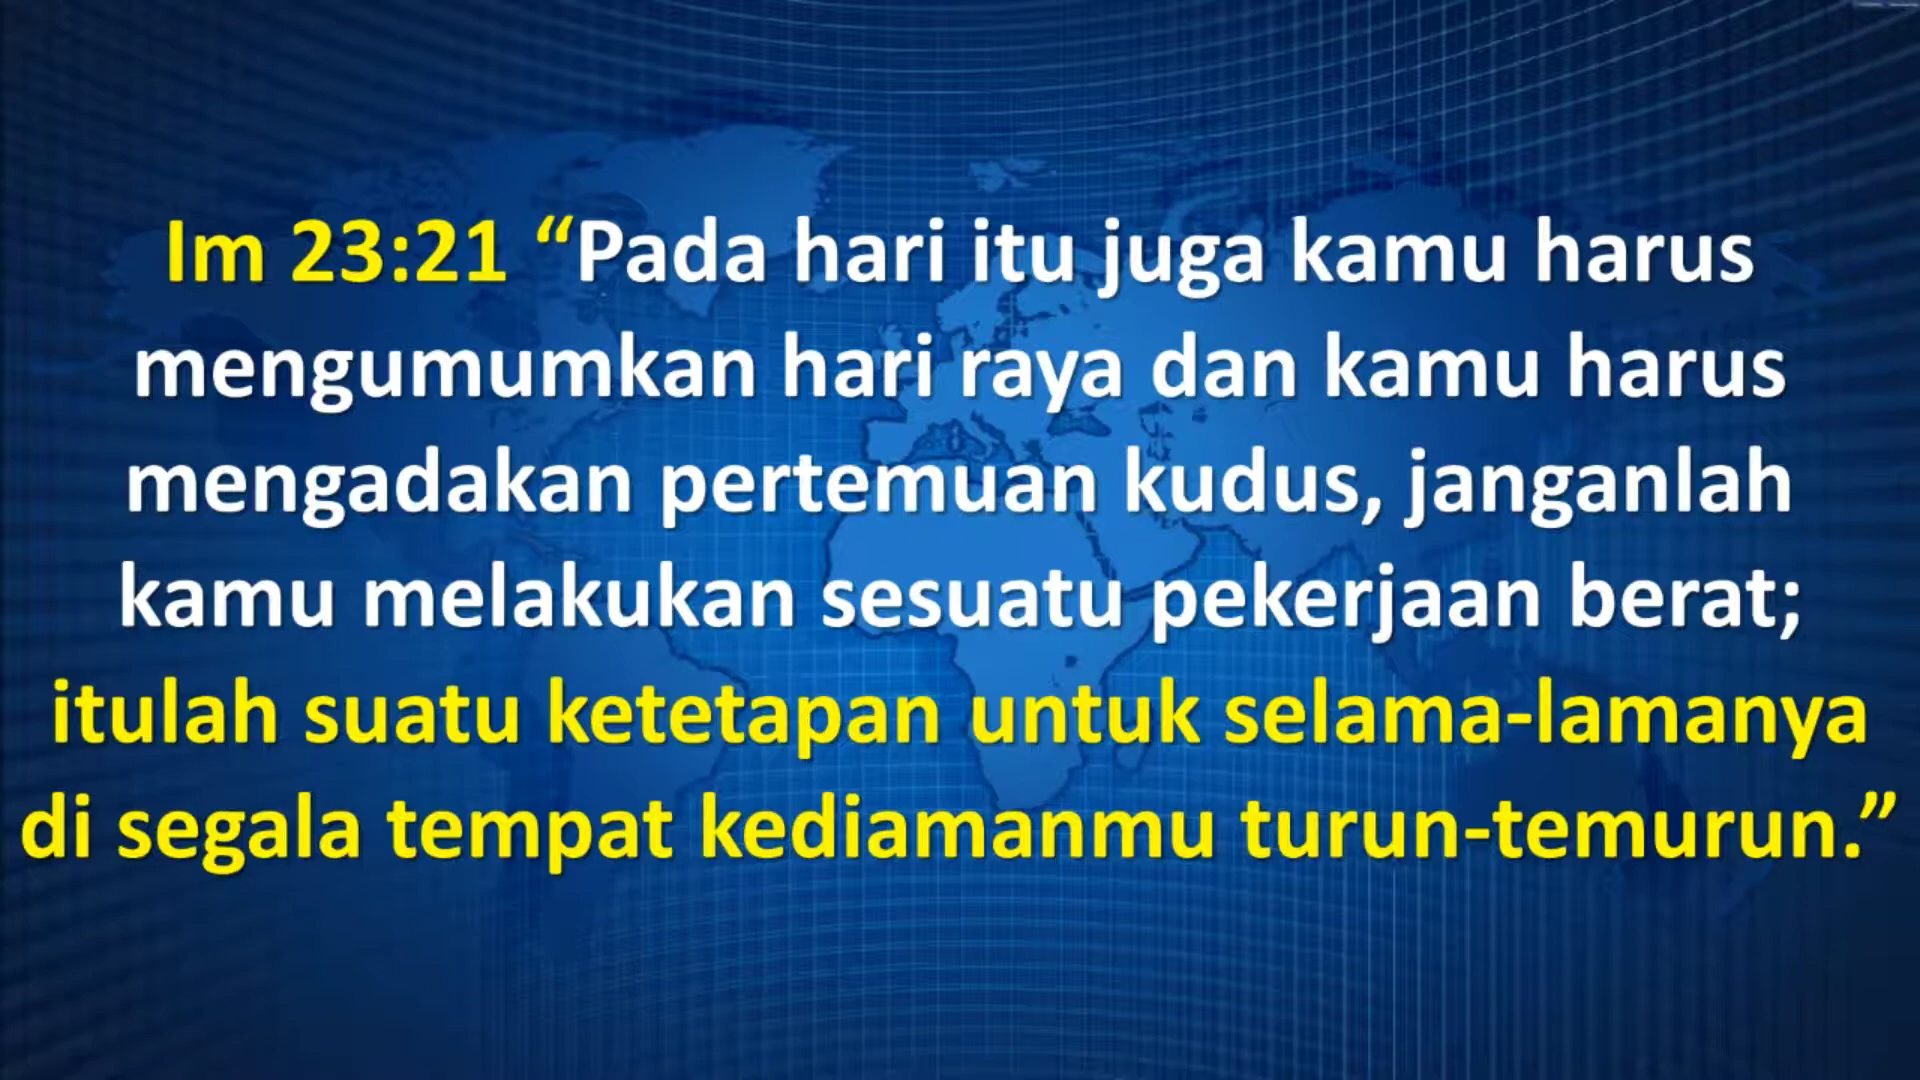 Im 23:21 “Pada hari itu juga kamu harus
mengumumkan hari raya dan kamu harus
mengadakan pertemuan kudus, janganlah
kamu melakukan sesuatu pekerjaan berat;
itulah suatu ketetapan untuk selama-lamanya
di segala tempat kediamanmu turun-temurun.”